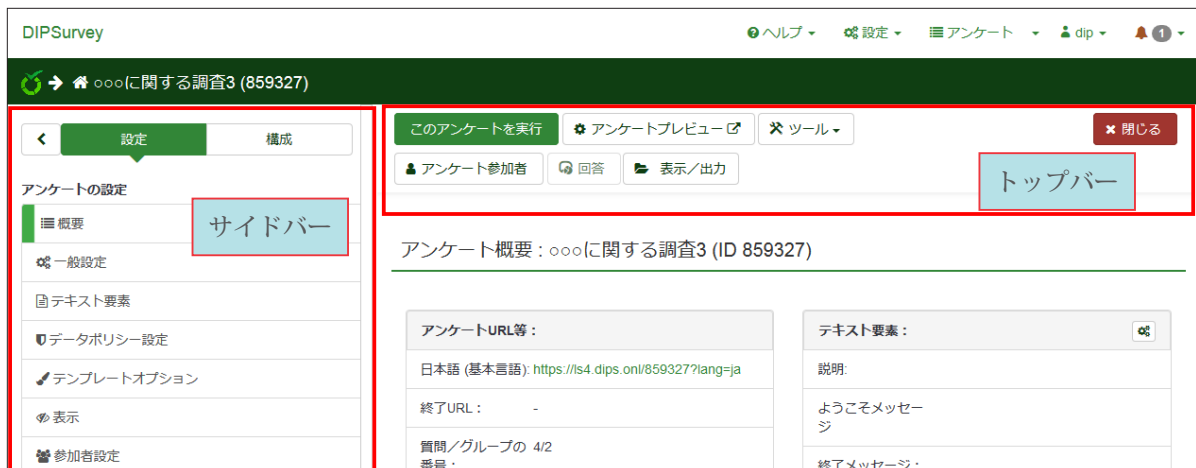 DIPSurvey
ヘルプ
設定
アンケート
dip
1
○○○に関する調査3 (859327)
設定
構成
アンケートの設定
概要
一般設定
テキスト要素
データポリシー設定
テンプレートオプション
表示
参加者設定
サイドバー
このアンケートを実行
アンケートプレビュー
ツール
閉じる
アンケート参加者
回答
表示／出力
トップバー
アンケート概要 : ○○○に関する調査3 (ID 859327)
アンケートURL等：
日本語 (基本言語): https://ls4.dips.onl/859327?lang=ja
終了URL： -
質問／グループの 4/2
番号：
テキスト要素：
説明:
ようこそメッセー
ジ
終了メッセージ：